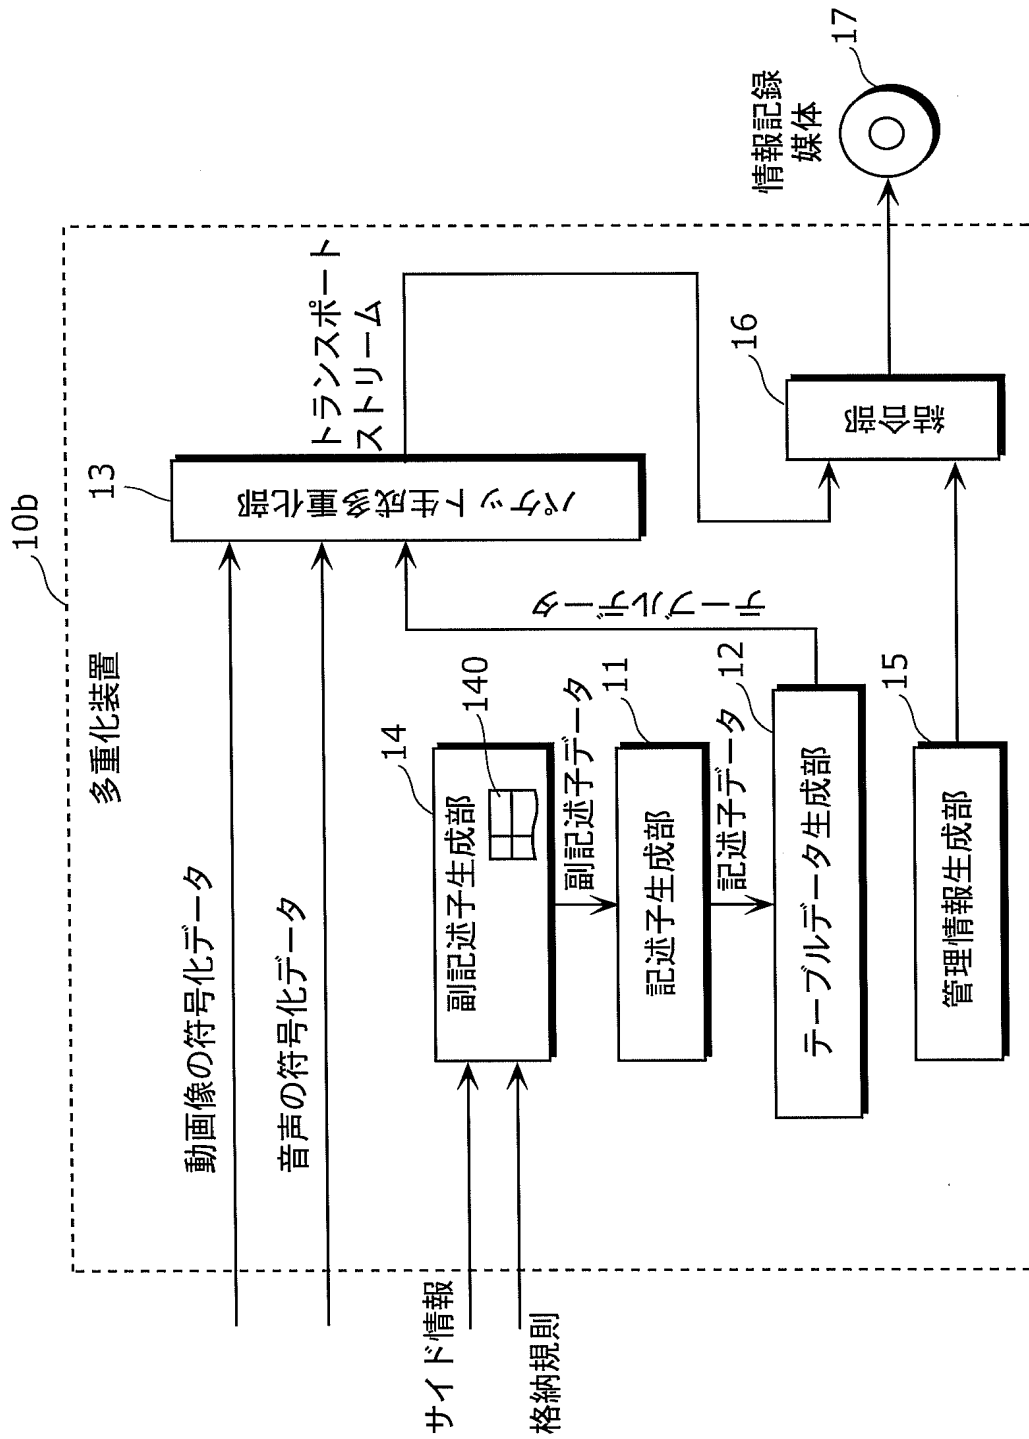 10b
多重化装置
動画像の符号化データ
音声の符号化データ
サイド情報
格納規則
13
パケット生成多重化部
トランスポート
ストリーム
14
140
副記述子生成部
副記述子データ
11
記述子生成部
記述子データ
12
テーブルデータ生成部
テーブルデータ
15
管理情報生成部
16
結合部
情報記録
媒体
17